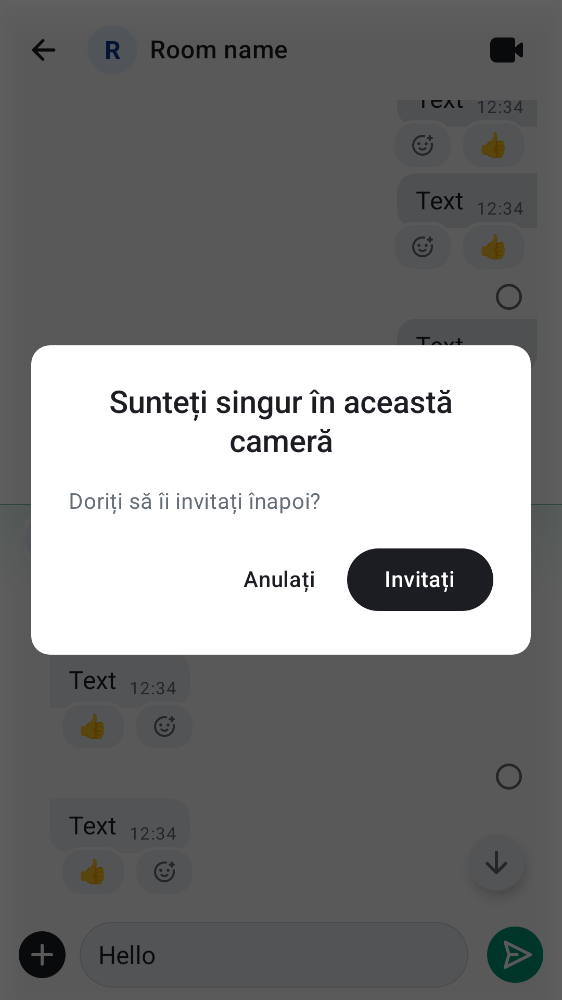 R Room name
Text 12:34
👍
Text 12:34
👍
Text
Sunteți singur în această
cameră
Doriți să îi invitați înapoi?
Anulați Invitați
Text 12:34
👍
Text 12:34
👍
Hello